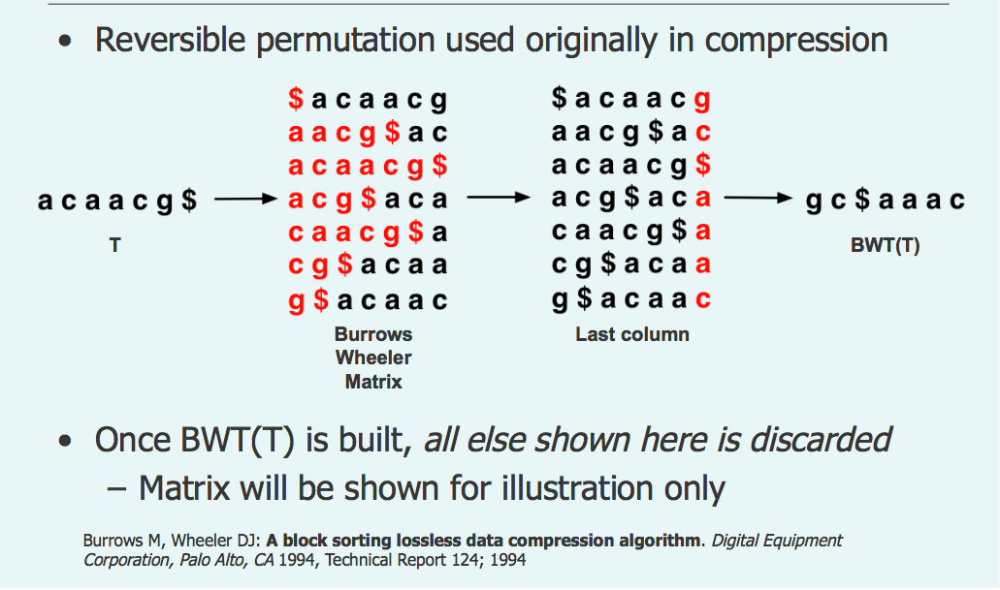 • Reversible permutation used originally in compression
$ a c a a c g
a a c g $ a c
a c a a c g $
a c g $ a c a
c a a c g $ a
c g $ a c a a
g $ a c a a c
Burrows
Wheeler
Matrix
$ a c a a c g
a a c g $ a c
a c a a c g $
a c g $ a c a
c a a c g $ a
c g $ a c a a
g $ a c a a c
Last column
a c a a c g $
T
g c $ a a a c
BWT(T)
• Once BWT(T) is built, all else shown here is discarded
– Matrix will be shown for illustration only
Burrows M, Wheeler DJ: A block sorting lossless data compression algorithm. Digital Equipment
Corporation, Palo Alto, CA 1994, Technical Report 124; 1994